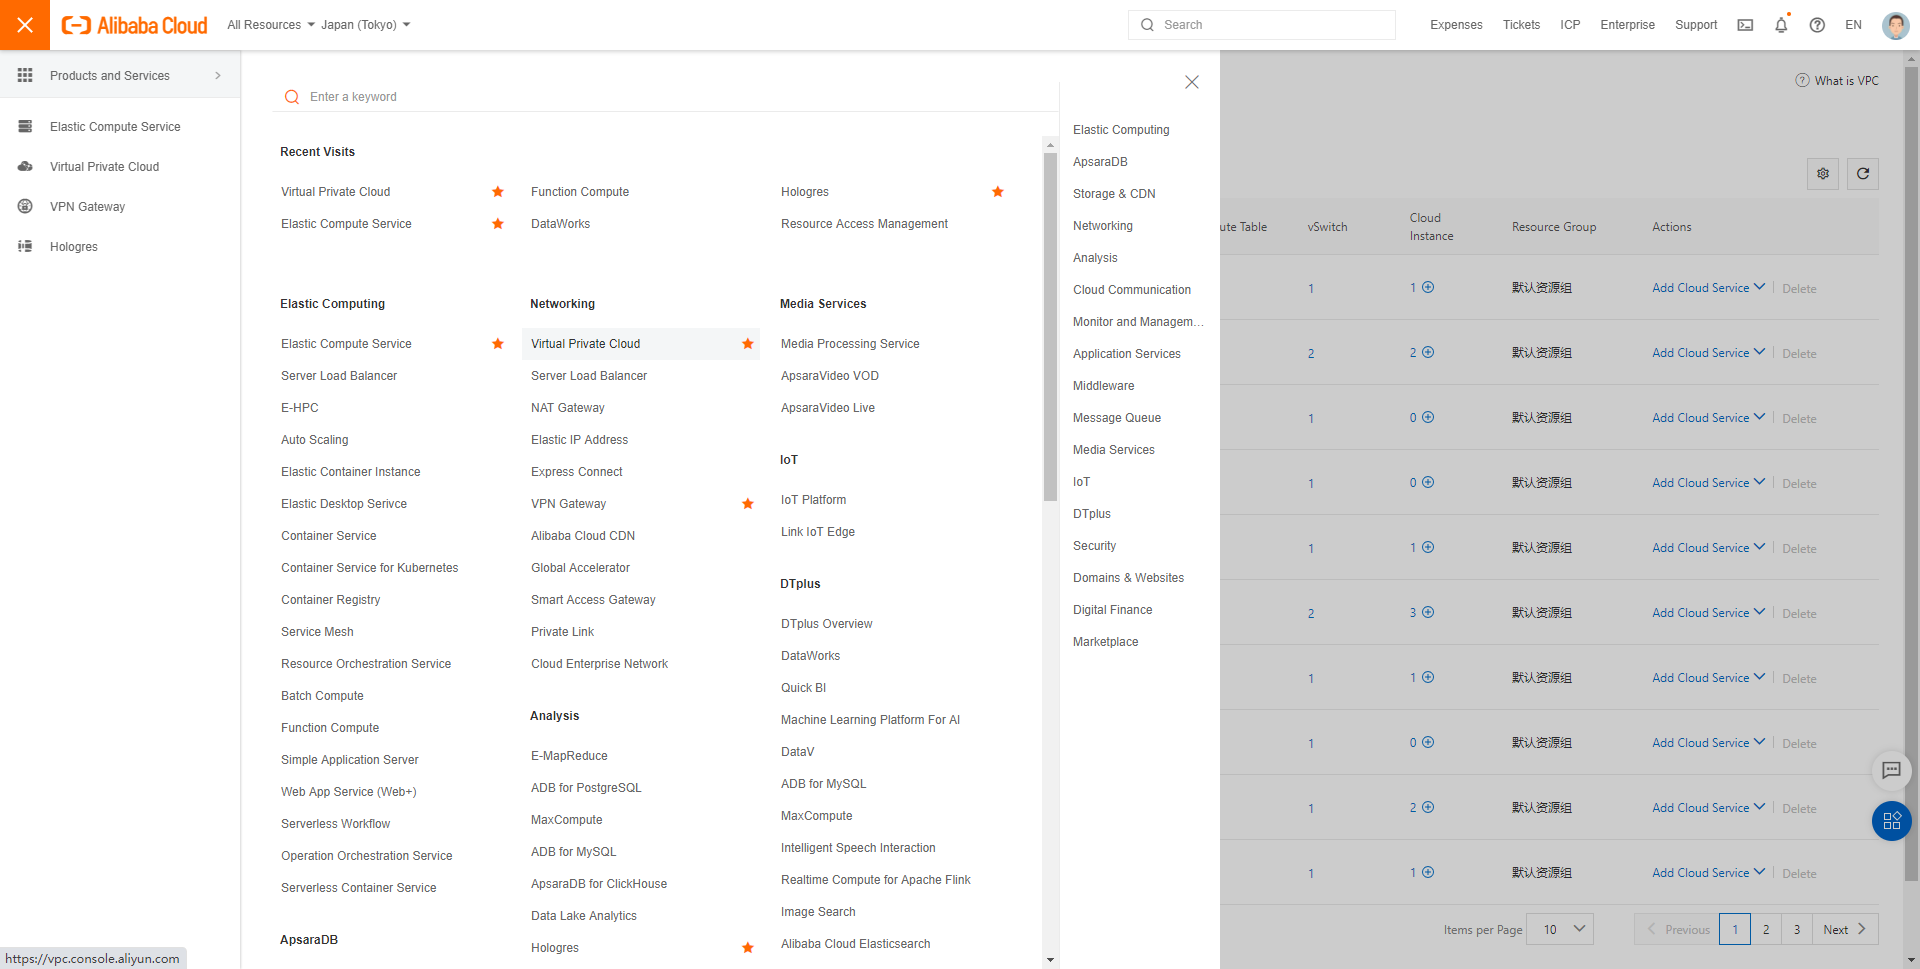 Alibaba Cloud
All Resources
Japan (Tokyo)
Search
Expenses
Tickets
ICP
Enterprise
Support
EN
Products and Services
Elastic Compute Service
Virtual Private Cloud
VPN Gateway
Hologres
Enter a keyword
Recent Visits
Virtual Private Cloud
Function Compute
Hologres
Elastic Compute Service
DataWorks
Resource Access Management
Elastic Computing
Elastic Compute Service
Server Load Balancer
E-HPC
Auto Scaling
Elastic Container Instance
Elastic Desktop Serivce
Container Service
Container Service for Kubernetes
Container Registry
Service Mesh
Resource Orchestration Service
Batch Compute
Function Compute
Simple Application Server
Web App Service (Web+)
Serverless Workflow
Operation Orchestration Service
Serverless Container Service
ApsaraDB
Networking
Virtual Private Cloud
Server Load Balancer
NAT Gateway
Elastic IP Address
Express Connect
VPN Gateway
Alibaba Cloud CDN
Global Accelerator
Smart Access Gateway
Private Link
Cloud Enterprise Network
Analysis
E-MapReduce
ADB for PostgreSQL
MaxCompute
ADB for MySQL
ApsaraDB for ClickHouse
Data Lake Analytics
Hologres
Media Services
Media Processing Service
ApsaraVideo VOD
ApsaraVideo Live
IoT
IoT Platform
Link IoT Edge
DTplus
DTplus Overview
DataWorks
Quick BI
Machine Learning Platform For AI
DataV
ADB for MySQL
MaxCompute
Intelligent Speech Interaction
Realtime Compute for Apache Flink
Image Search
Alibaba Cloud Elasticsearch
Elastic Computing
ApsaraDB
Storage & CDN
Networking
Analysis
Cloud Communication
Monitor and Managem...
Application Services
Middleware
Message Queue
Media Services
IoT
DTplus
Security
Domains & Websites
Digital Finance
Marketplace
What is VPC
ute Table
vSwitch
Cloud
Instance
Resource Group
Actions
1 1 默认资源组 Add Cloud Service Delete
2 2 默认资源组 Add Cloud Service Delete
1 0 默认资源组 Add Cloud Service Delete
1 0 默认资源组 Add Cloud Service Delete
1 1 默认资源组 Add Cloud Service Delete
2 3 默认资源组 Add Cloud Service Delete
1 1 默认资源组 Add Cloud Service Delete
1 0 默认资源组 Add Cloud Service Delete
1 2 默认资源组 Add Cloud Service Delete
1 1 默认资源组 Add Cloud Service Delete
Items per Page 10 Previous 1 2 3 Next
https://vpc.console.aliyun.com